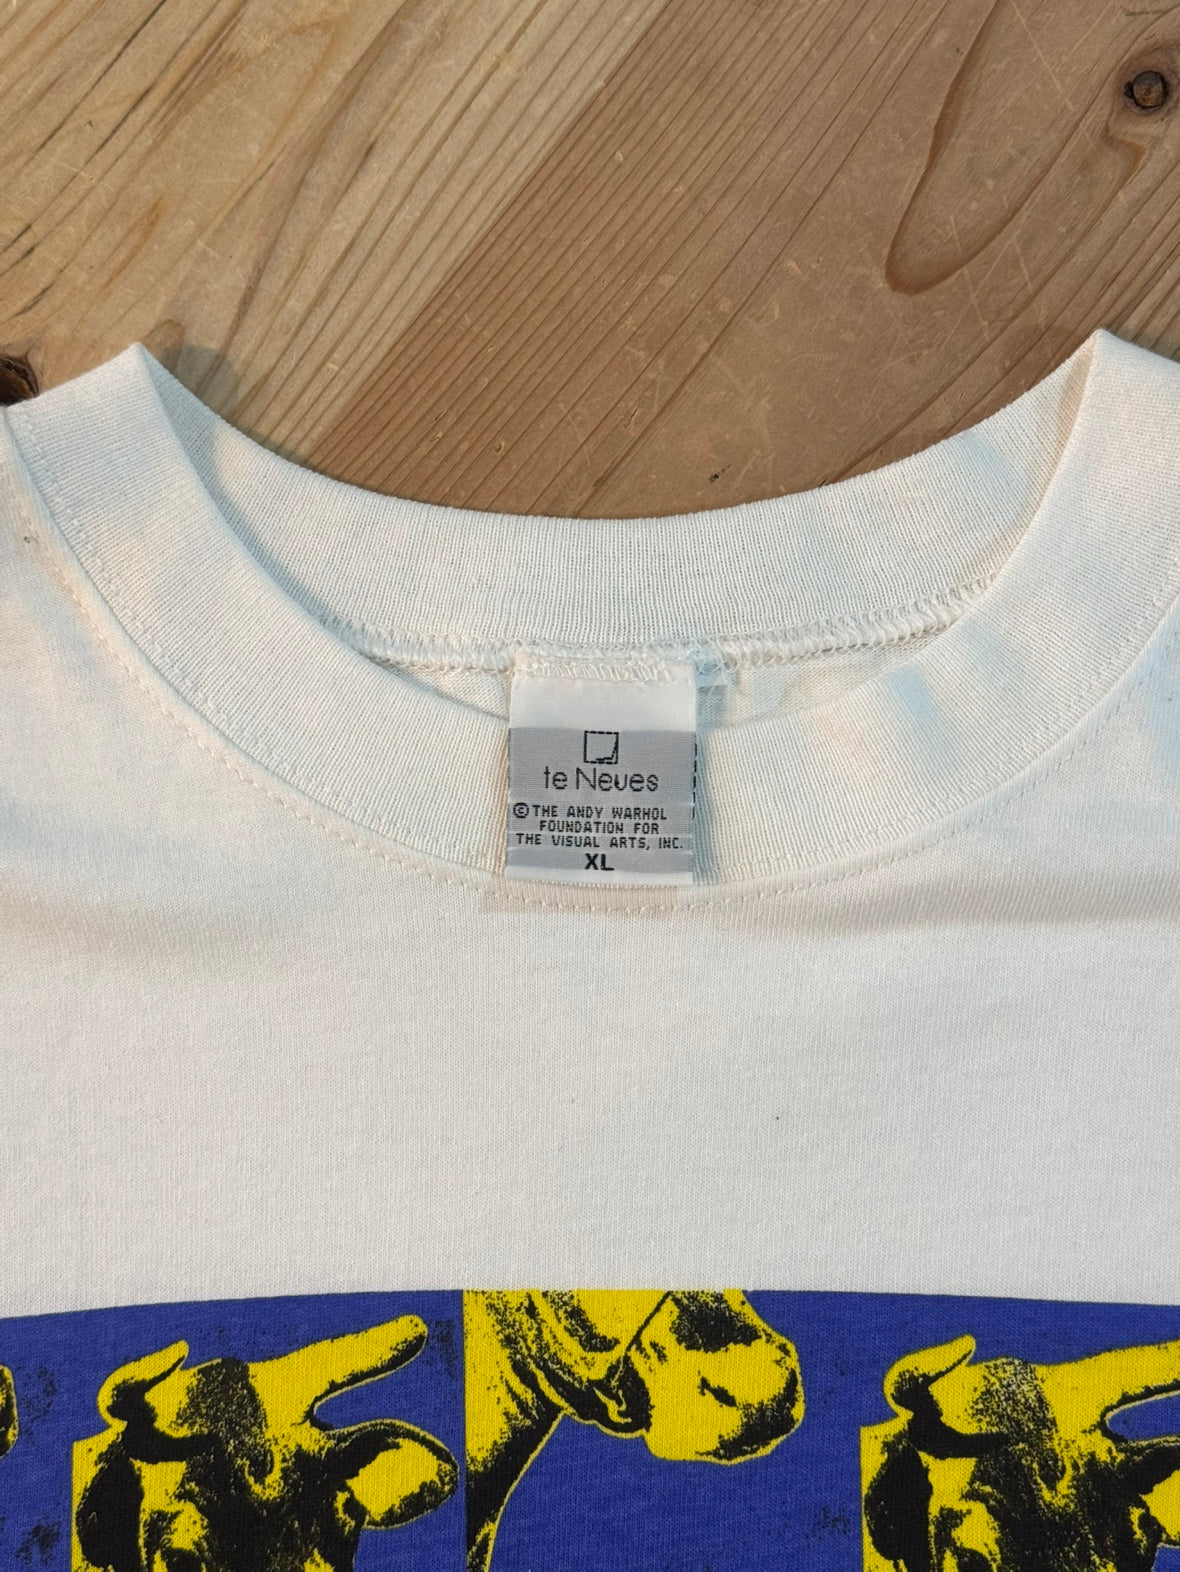 te Neues
©THE ANDY WARHOL
FOUNDATION FOR
THE VISUAL ARTS, INC.
XL